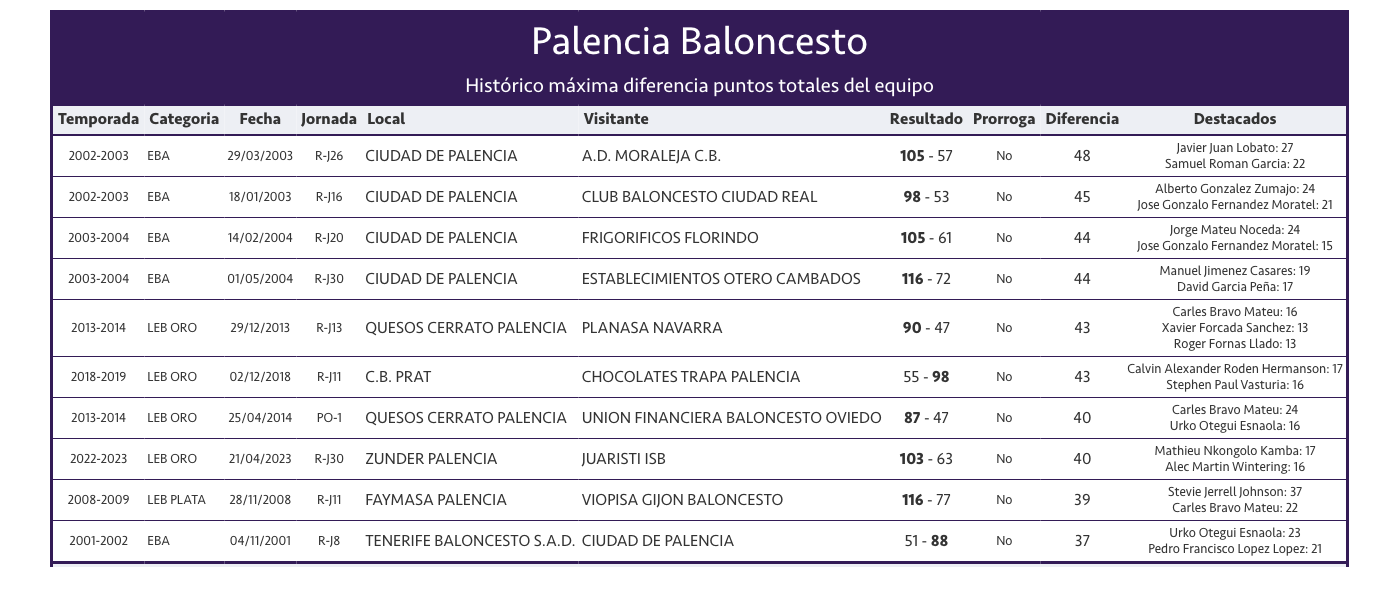 Palencia Baloncesto
Histórico máxima diferencia puntos totales del equipo
Temporada Categoria Fecha Jornada Local Visitante Resultado Prorroga Diferencia Destacados
2002-2003 EBA 29/03/2003 R-J26 CIUDAD DE PALENCIA A.D. MORALEJA C.B. 105 - 57 No 48 Javier Juan Lobato: 27
Samuel Roman Garcia: 22
2002-2003 EBA 18/01/2003 R-J16 CIUDAD DE PALENCIA CLUB BALONCESTO CIUDAD REAL 98 - 53 No 45 Alberto Gonzalez Zumajo: 24
Jose Gonzalo Fernandez Moratel: 21
2003-2004 EBA 14/02/2004 R-J20 CIUDAD DE PALENCIA FRIGORIFICOS FLORINDO 105 - 61 No 44 Jorge Mateu Noceda: 24
Jose Gonzalo Fernandez Moratel: 15
2003-2004 EBA 01/05/2004 R-J30 CIUDAD DE PALENCIA ESTABLECIMIENTOS OTERO CAMBADOS 116 - 72 No 44 Manuel Jimenez Casares: 19
David Garcia Peña: 17
2013-2014 LEB ORO 29/12/2013 R-J13 QUESOS CERRATO PALENCIA PLANASA NAVARRA 90 - 47 No 43 Carles Bravo Mateu: 16
Xavier Forcada Sanchez: 13
Roger Fornas Llado: 13
2018-2019 LEB ORO 02/12/2018 R-J11 C.B. PRAT CHOCOLATES TRAPA PALENCIA 55 - 98 No 43 Calvin Alexander Roden Hermanson: 17
Stephen Paul Vasturia: 16
2013-2014 LEB ORO 25/04/2014 PO-1 QUESOS CERRATO PALENCIA UNION FINANCIERA BALONCESTO OVIEDO 87 - 47 No 40 Carles Bravo Mateu: 24
Urko Otegui Esnaola: 16
2022-2023 LEB ORO 21/04/2023 R-J30 ZUNDER PALENCIA JUARISTI ISB 103 - 63 No 40 Mathieu Nkongolo Kamba: 17
Alec Martin Wintering: 16
2008-2009 LEB PLATA 28/11/2008 R-J11 FAYMASA PALENCIA VIOPISA GIJON BALONCESTO 116 - 77 No 39 Stevie Jerrell Johnson: 37
Carles Bravo Mateu: 22
2001-2002 EBA 04/11/2001 R-J8 TENERIFE BALONCESTO S.A.D. CIUDAD DE PALENCIA 51 - 88 No 37 Urko Otegui Esnaola: 23
Pedro Francisco Lopez Lopez: 21